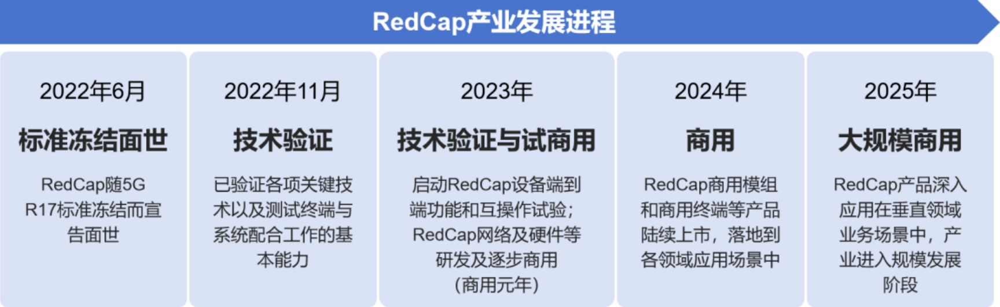 RedCap产业发展进程
2022年6月
标准冻结面世
RedCap随5G
R17标准冻结而宣
告面世
2022年11月
技术验证
已验证各项关键技
术以及测试终端与
系统配合工作的基
本能力
2023年
技术验证与试商用
启动RedCap设备端到
端功能和互操作试验；
RedCap网络及硬件等
研发及逐步商用
（商用元年）
2024年
商用
RedCap商用模组
和商用终端等产品
陆续上市，落地到
各领域应用场景中
2025年
大规模商用
RedCap产品深入
应用在垂直领域
业务场景中，产
业进入规模发展
阶段